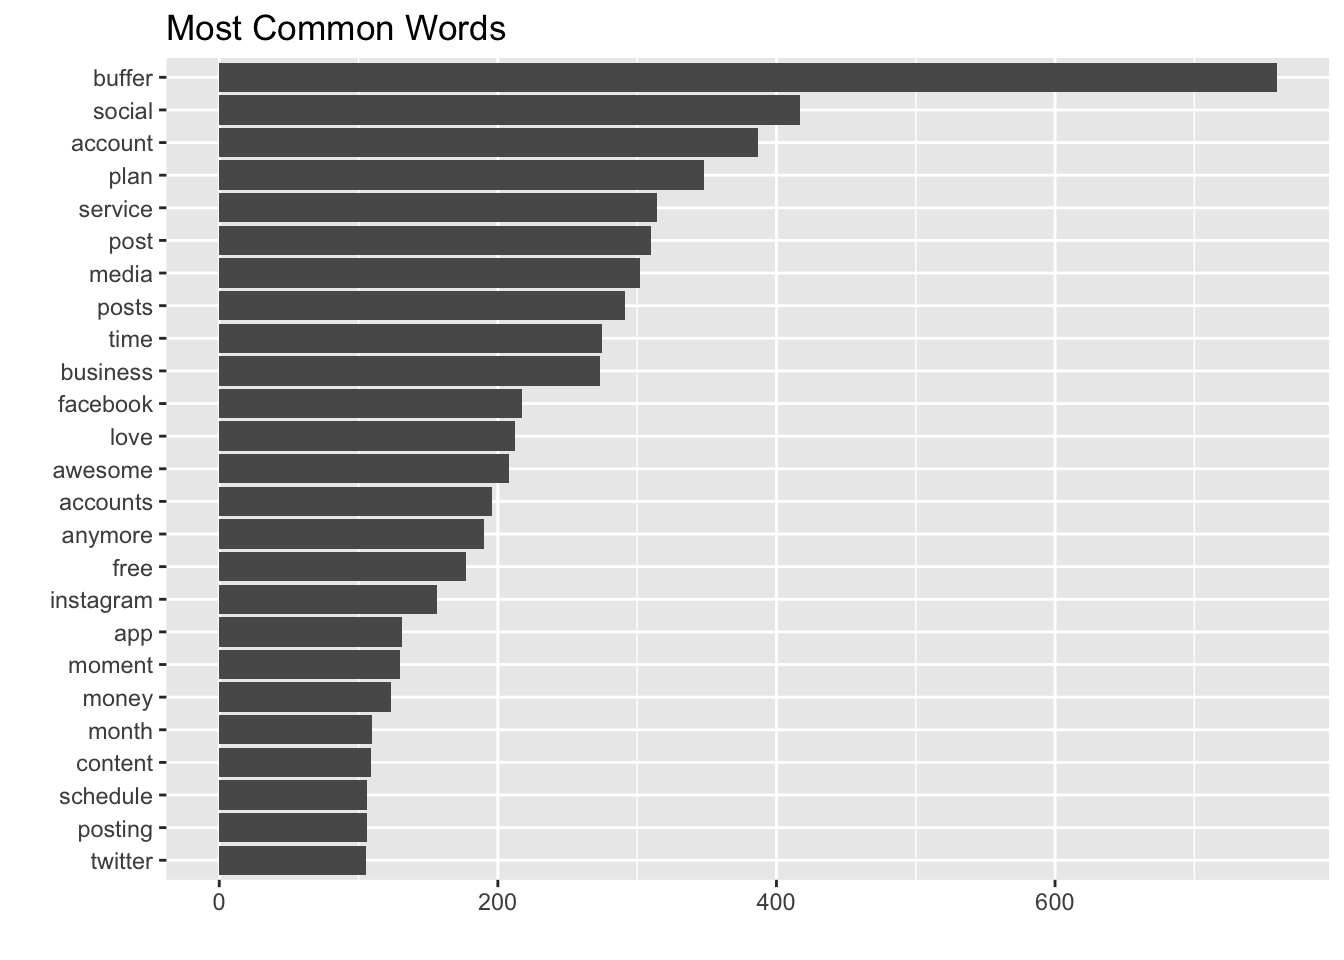 Most Common Words
buffer
social
account
plan
service
post
media
posts
time
business
facebook
love
awesome
accounts
anymore
free
instagram
app
moment
money
month
content
schedule
posting
twitter
0 200 400 600